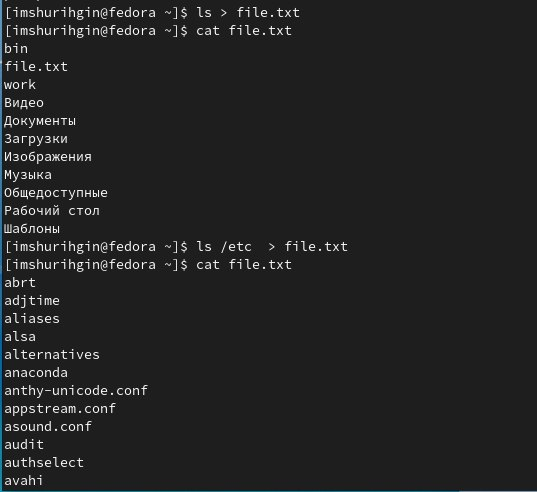 [imshurihgin@fedora ~]$ ls > file.txt
[imshurihgin@fedora ~]$ cat file.txt
bin
file.txt
work
Видео
Документы
Загрузки
Изображения
Музыка
Общедоступные
Рабочий стол
Шаблоны
[imshurihgin@fedora ~]$ ls /etc  > file.txt
[imshurihgin@fedora ~]$ cat file.txt
abrt
adjtime
aliases
alsa
alternatives
anaconda
anthy-unicode.conf
appstream.conf
asound.conf
audit
authselect
avahi